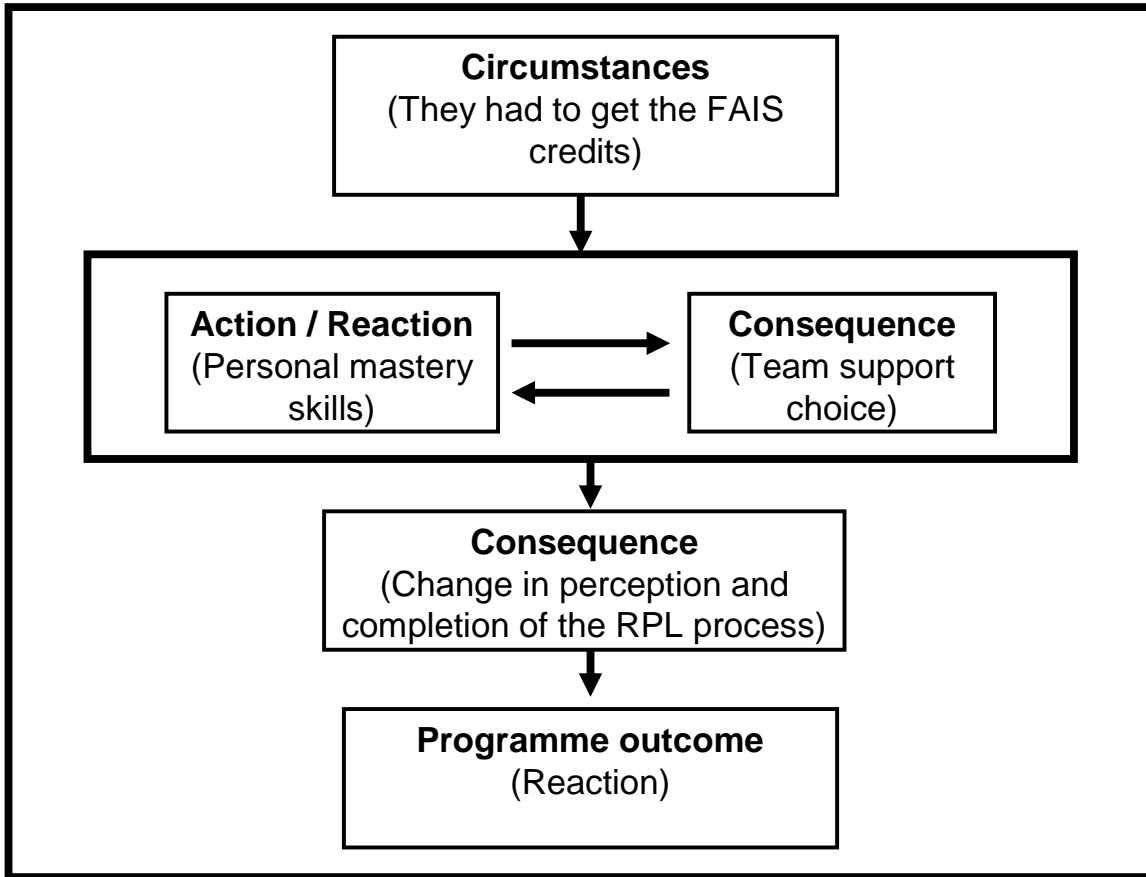 Circumstances
(They had to get the FAIS
credits)
Action / Reaction
(Personal mastery
skills)
Consequence
(Team support
choice)
Consequence
(Change in perception and
completion of the RPL process)
Programme outcome
(Reaction)